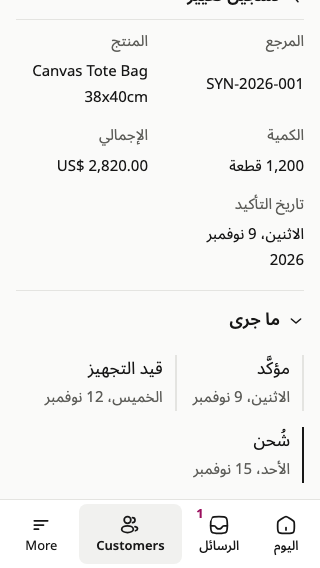 المرجع
المنتج
SYN-2026-001
Canvas Tote Bag
38x40cm
الكمية
الإجمالي
1,200 قطعة
US$ 2,820.00
تاريخ التأكيد
الاثنين، 9 نوفمبر
2026
ما جرى
مؤكَّد
قيد التجهيز
الاثنين، 9 نوفمبر
الخميس، 12 نوفمبر
شُحن
الأحد، 15 نوفمبر
1
اليوم
الرسائل
Customers
More